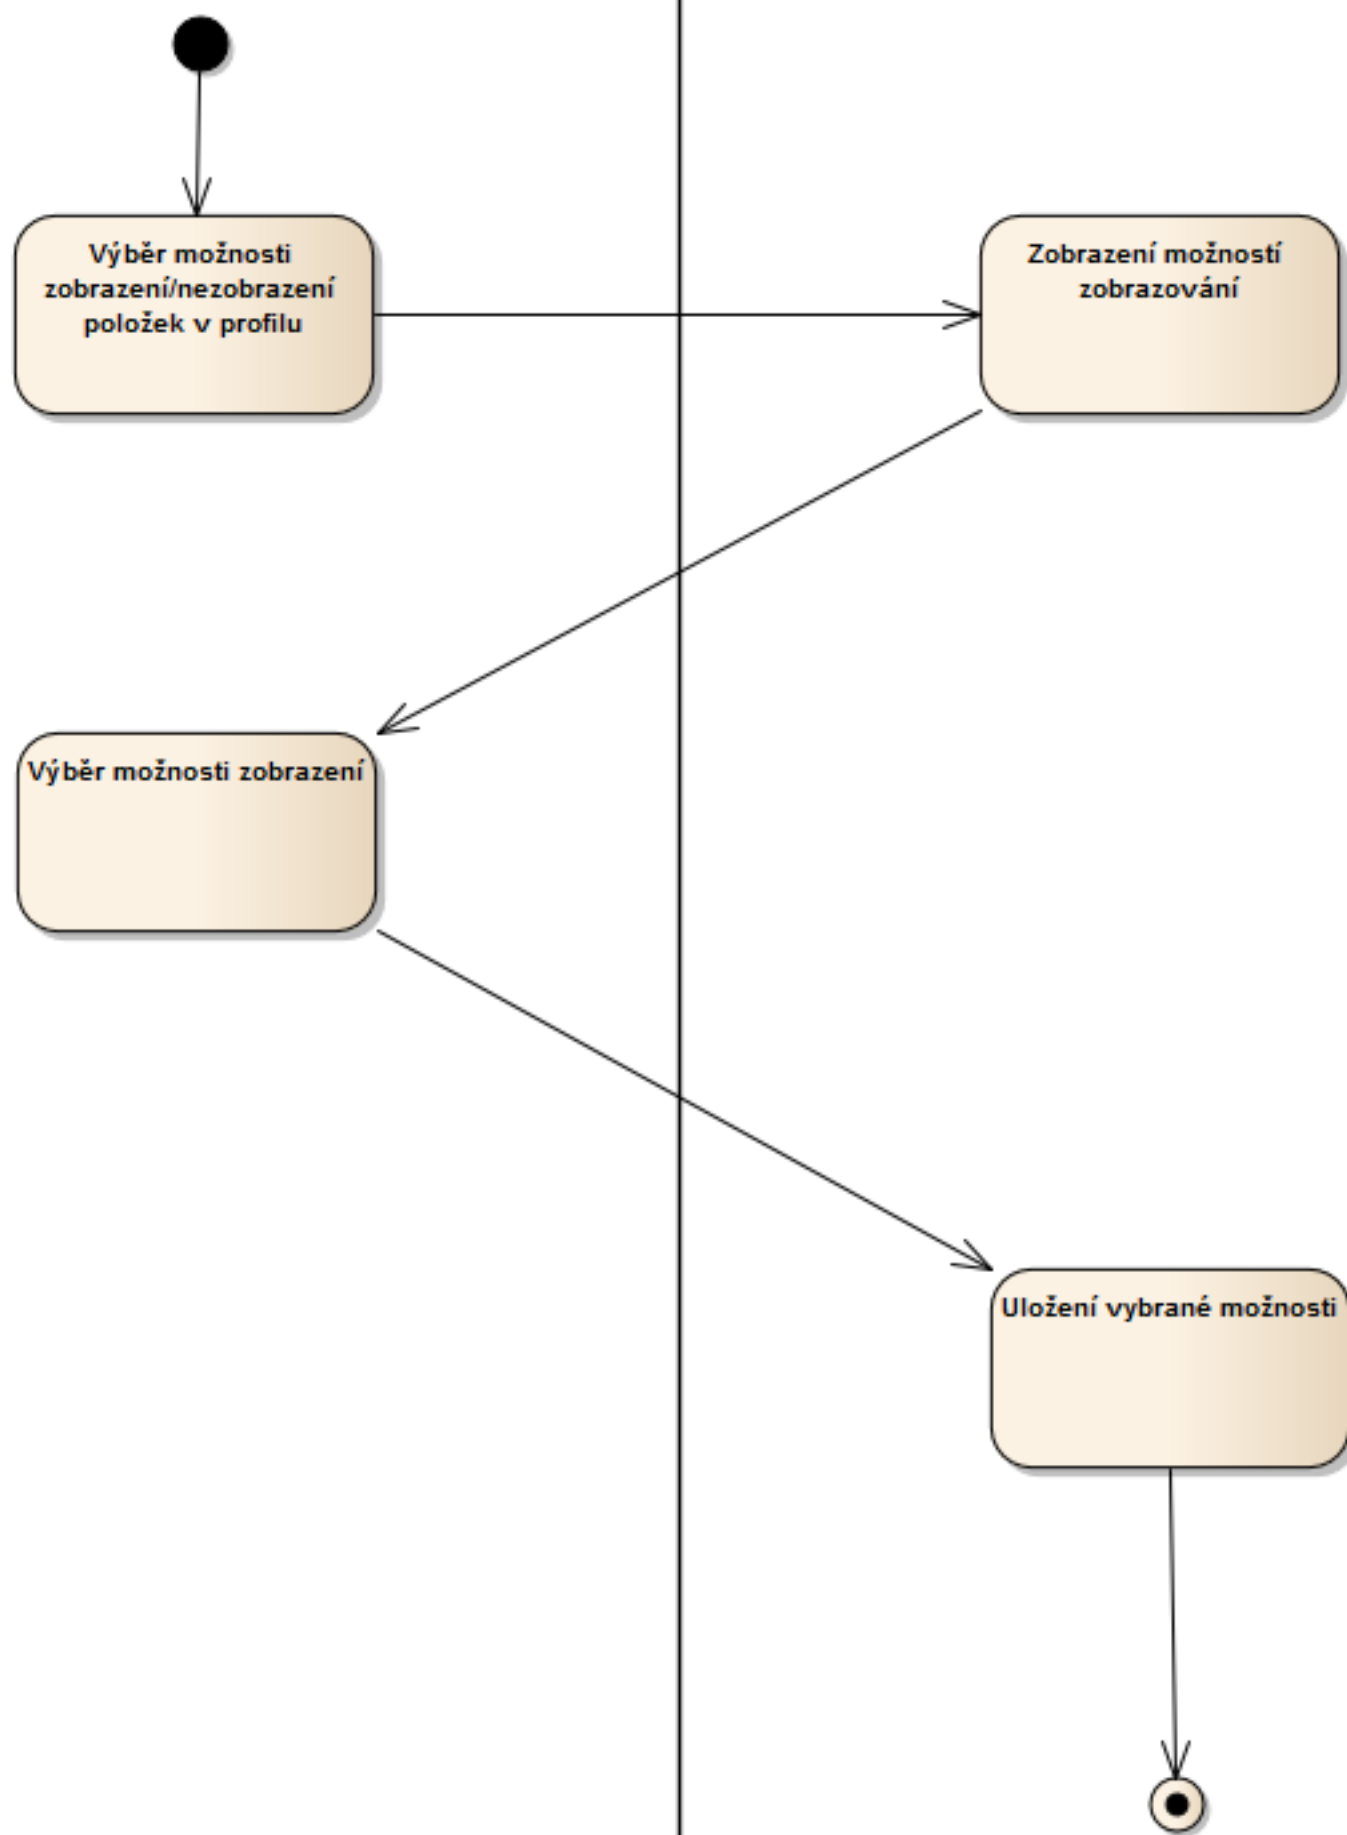 Výběr možnosti
zobrazení/nezobrazení
položek v profilu
Zobrazení možností
zobrazování
Výběr možnosti zobrazení
Uložení vybrané možnosti